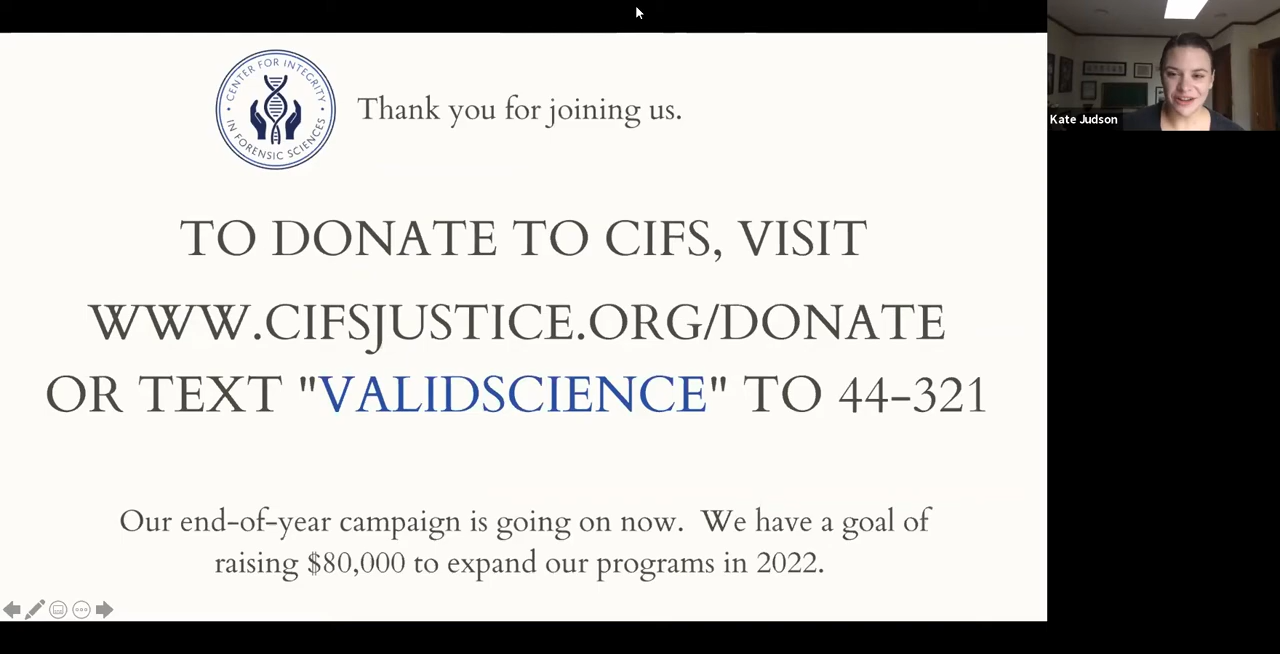 CENTER FOR INTEGRITY
IN FORENSIC SCIENCES
Thank you for joining us.
Kate Judson
TO DONATE TO CIFS, VISIT
WWW.CIFSJUSTICE.ORG/DONATE
OR TEXT "VALIDSCIENCE" TO 44-321
Our end-of-year campaign is going on now. We have a goal of
raising $80,000 to expand our programs in 2022.